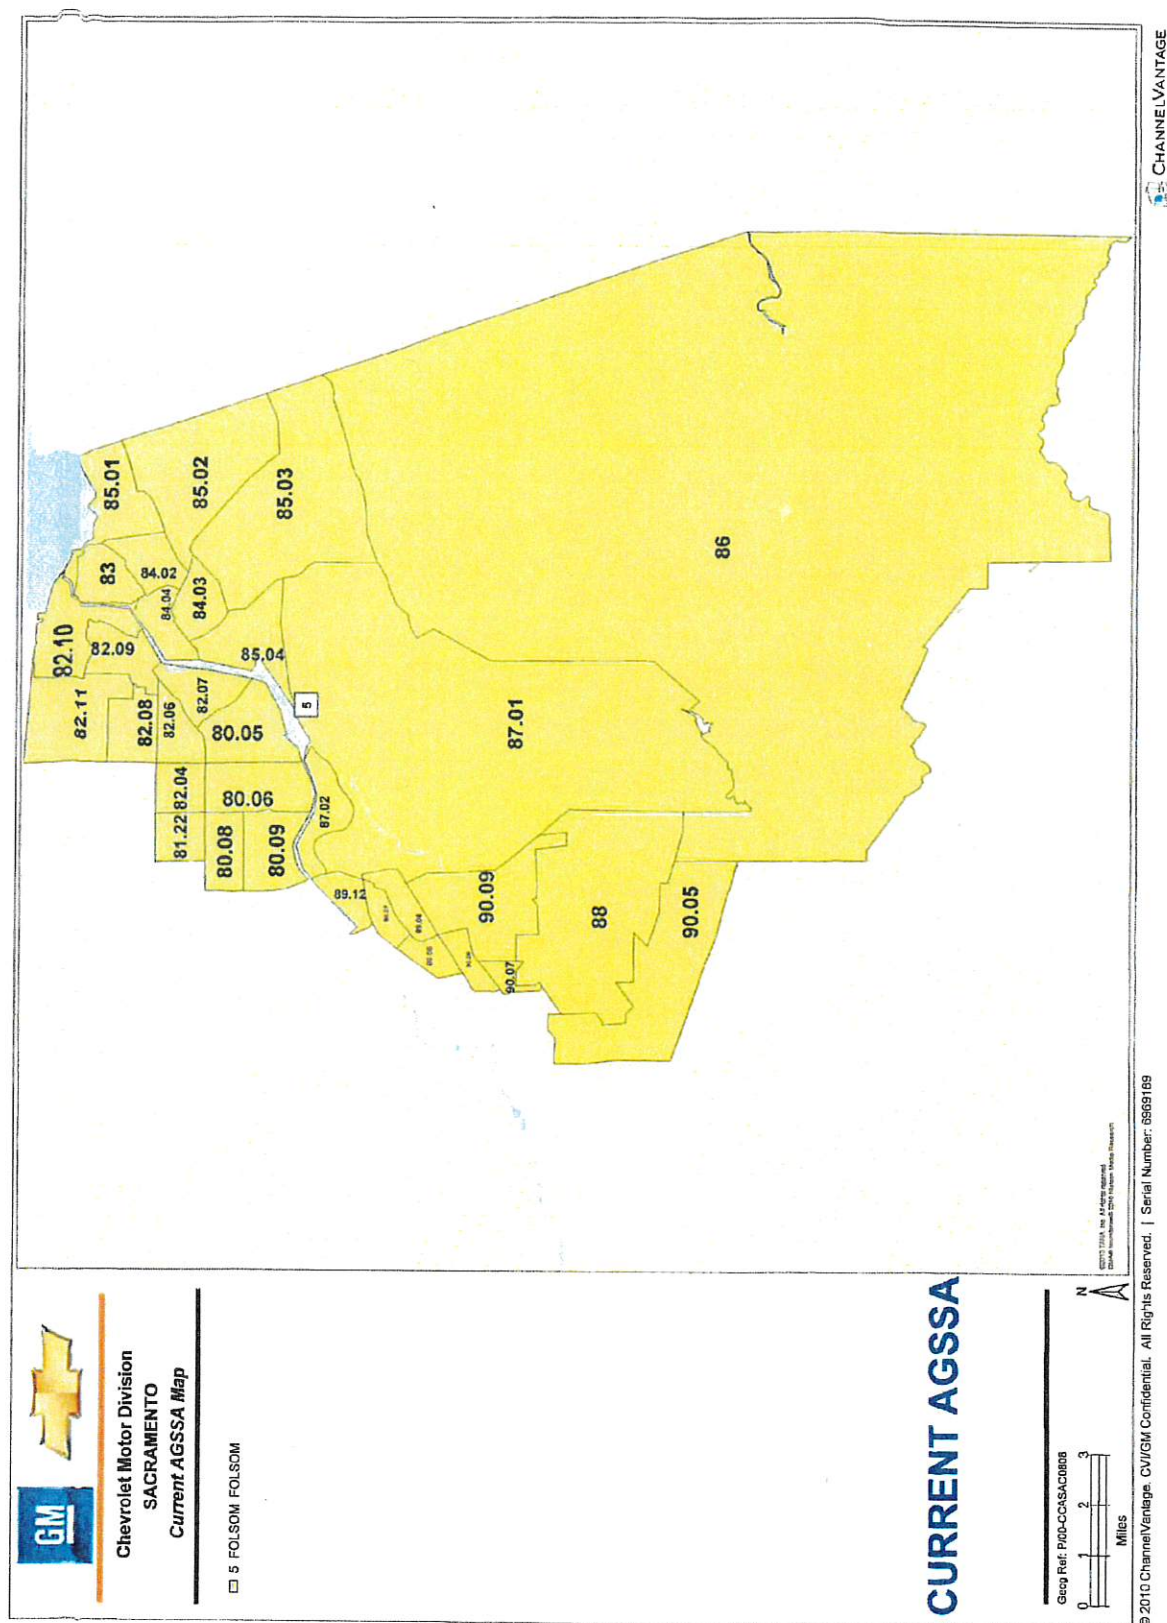 GM
Chevrolet Motor Division
SACRAMENTO
Current AGSSA Map
5 FOLSOM FOLSOM
CURRENT AGSSA
Geog Ref: P/00-CCASAC0808
0 1 2 3
Miles
N
82.10
82.11
82.09
83
85.01
84.02
84.04
84.03
85.02
85.03
82.08
82.06
82.07
85.04
80.05
5
81.22
82.04
80.06
80.08
80.09
87.02
89.12
90.09
90.07
87.01
86
88
90.05
© 2010 ChannelVantage. CVI/GM Confidential. All Rights Reserved. | Serial Number: 6969189
CHANNELVANTAGE